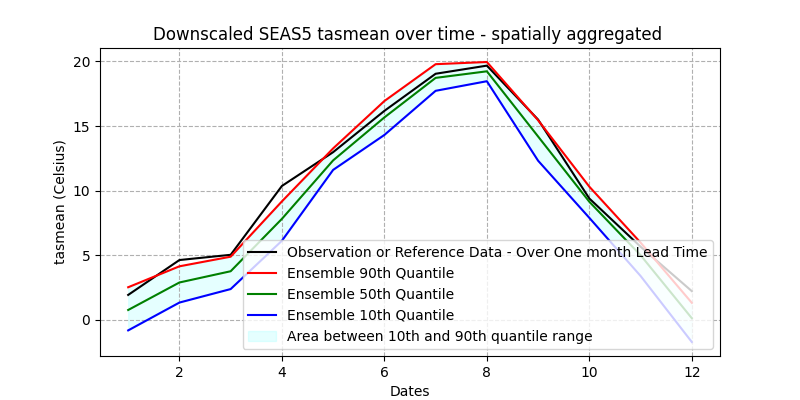 Downscaled SEAS5 tasmean over time - spatially aggregated
20
15
10
5
0
tasmean (Celsius)
Observation or Reference Data - Over One month Lead Time
Ensemble 90th Quantile
Ensemble 50th Quantile
Ensemble 10th Quantile
Area between 10th and 90th quantile range
2 4 6 8 10 12
Dates